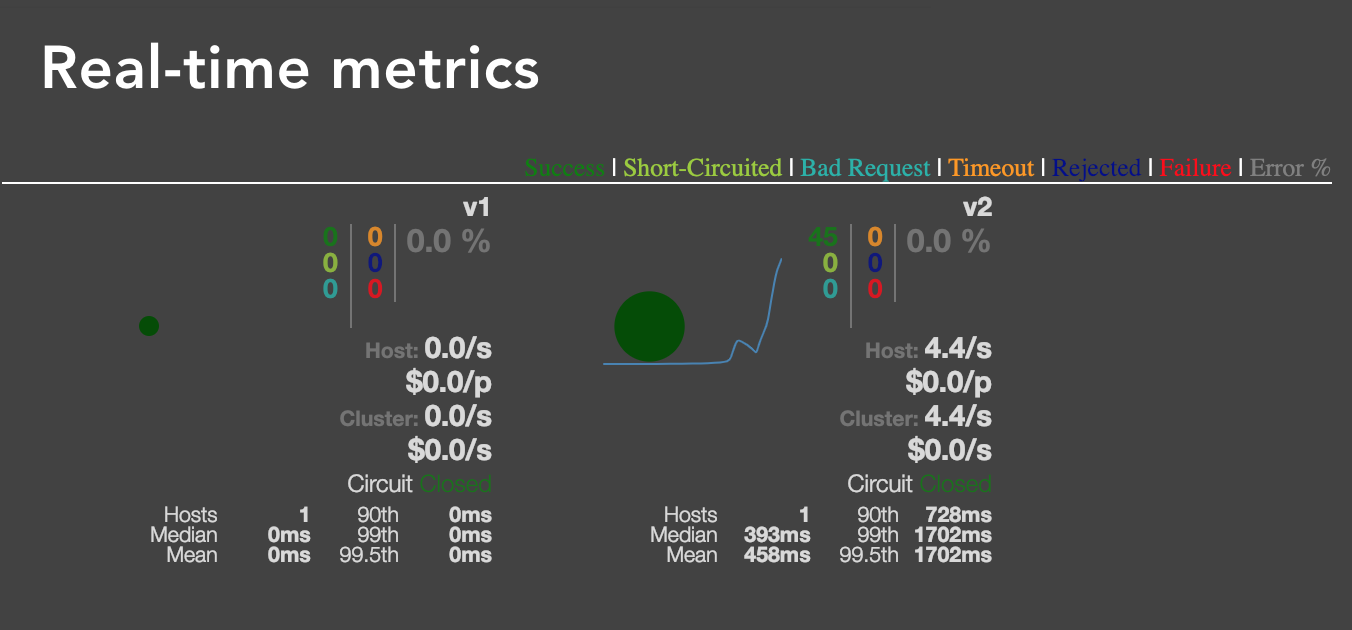 Real-time metrics
Success | Short-Circuited | Bad Request | Timeout | Rejected | Failure | Error %
v1
0 0 0.0 %
0 0
0 0
Host: 0.0/s
$0.0/p
Cluster: 0.0/s
$0.0/s
Circuit Closed
Hosts 1 90th 0ms
Median 0ms 99th 0ms
Mean 0ms 99.5th 0ms
v2
45 0 0.0 %
0 0
0 0
Host: 4.4/s
$0.0/p
Cluster: 4.4/s
$0.0/s
Circuit Closed
Hosts 1 90th 728ms
Median 393ms 99th 1702ms
Mean 458ms 99.5th 1702ms